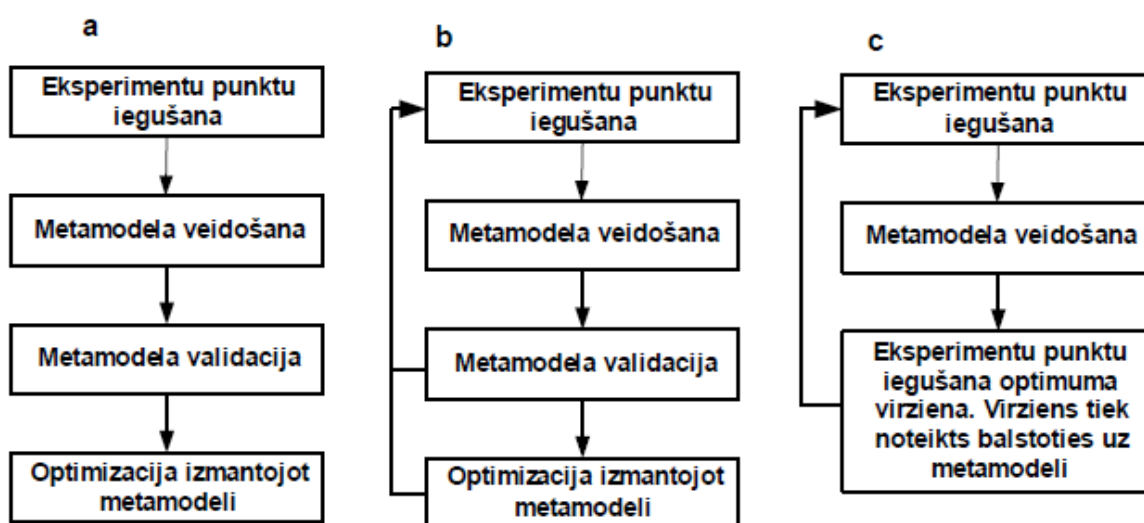 a
Eksperimentu punktu
iegušana
Metamodela veidošana
Metamodela validacija
Optimizacija izmantojot
metamodeli
b
Eksperimentu punktu
iegušana
Metamodela veidošana
Metamodela validacija
Optimizacija izmantojot
metamodeli
c
Eksperimentu punktu
iegušana
Metamodela veidošana
Eksperimentu punktu
iegušana optimuma
virziena. Virziens tiek
noteikts balstoties uz
metamodeli